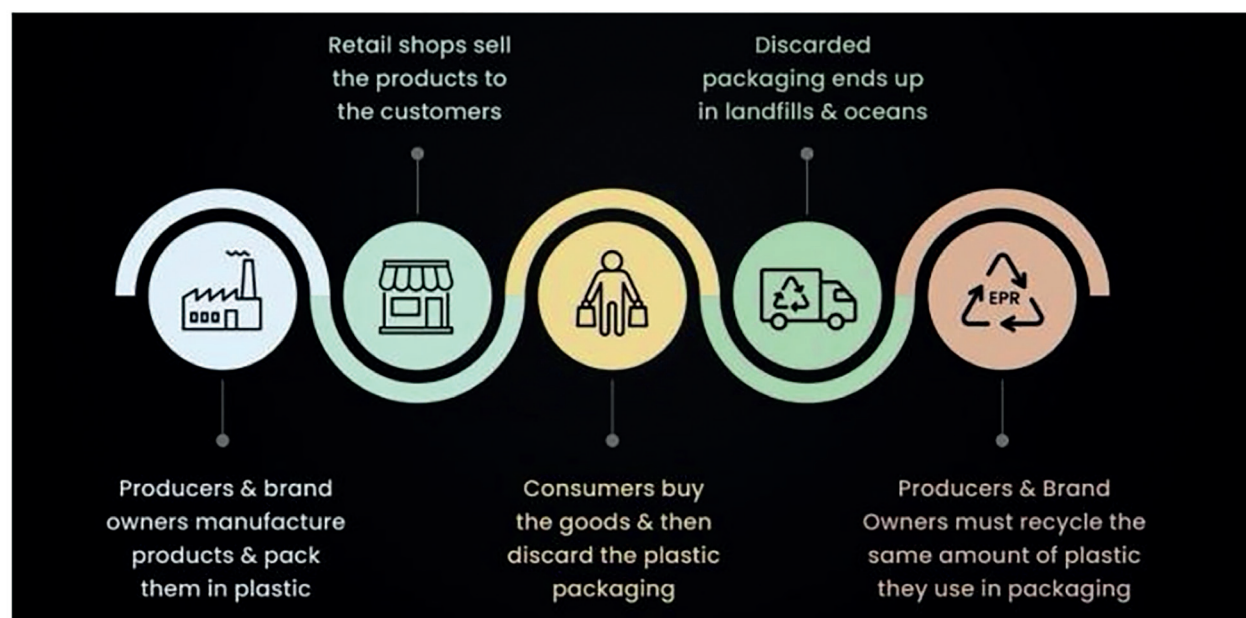 Retail shops sell
the products to
the customers
Discarded
packaging ends up
in landfills & oceans
EPR
Producers & brand
owners manufacture
products & pack
them in plastic
Consumers buy
the goods & then
discard the plastic
packaging
Producers & Brand
Owners must recycle the
same amount of plastic
they use in packaging